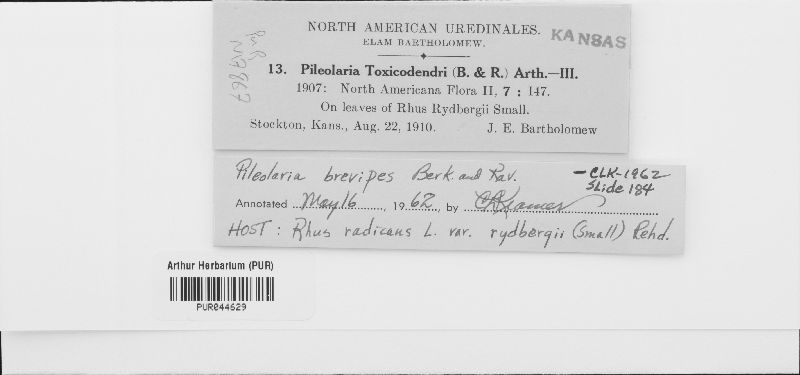 NORTH AMERICAN UREDINALES.
KANSAS
ELAM BARTHOLOMEW.
13. Pileolaria Toxicodendri (B. & R.) Arth.—III.
1907: North Americana Flora II, 7 : 147.
On leaves of Rhus Rydbergii Small.
Stockton, Kans., Aug. 22, 1910. J. E. Bartholomew
Pileolaria brevipes Berk. and Rav.
-CLK-1962
Slide 184
Annotated May 16, 1962, by
HOST: Rhus radicans L. var. rydbergii (Small) Rehd.
Arthur Herbarium (PUR)
PUR044629